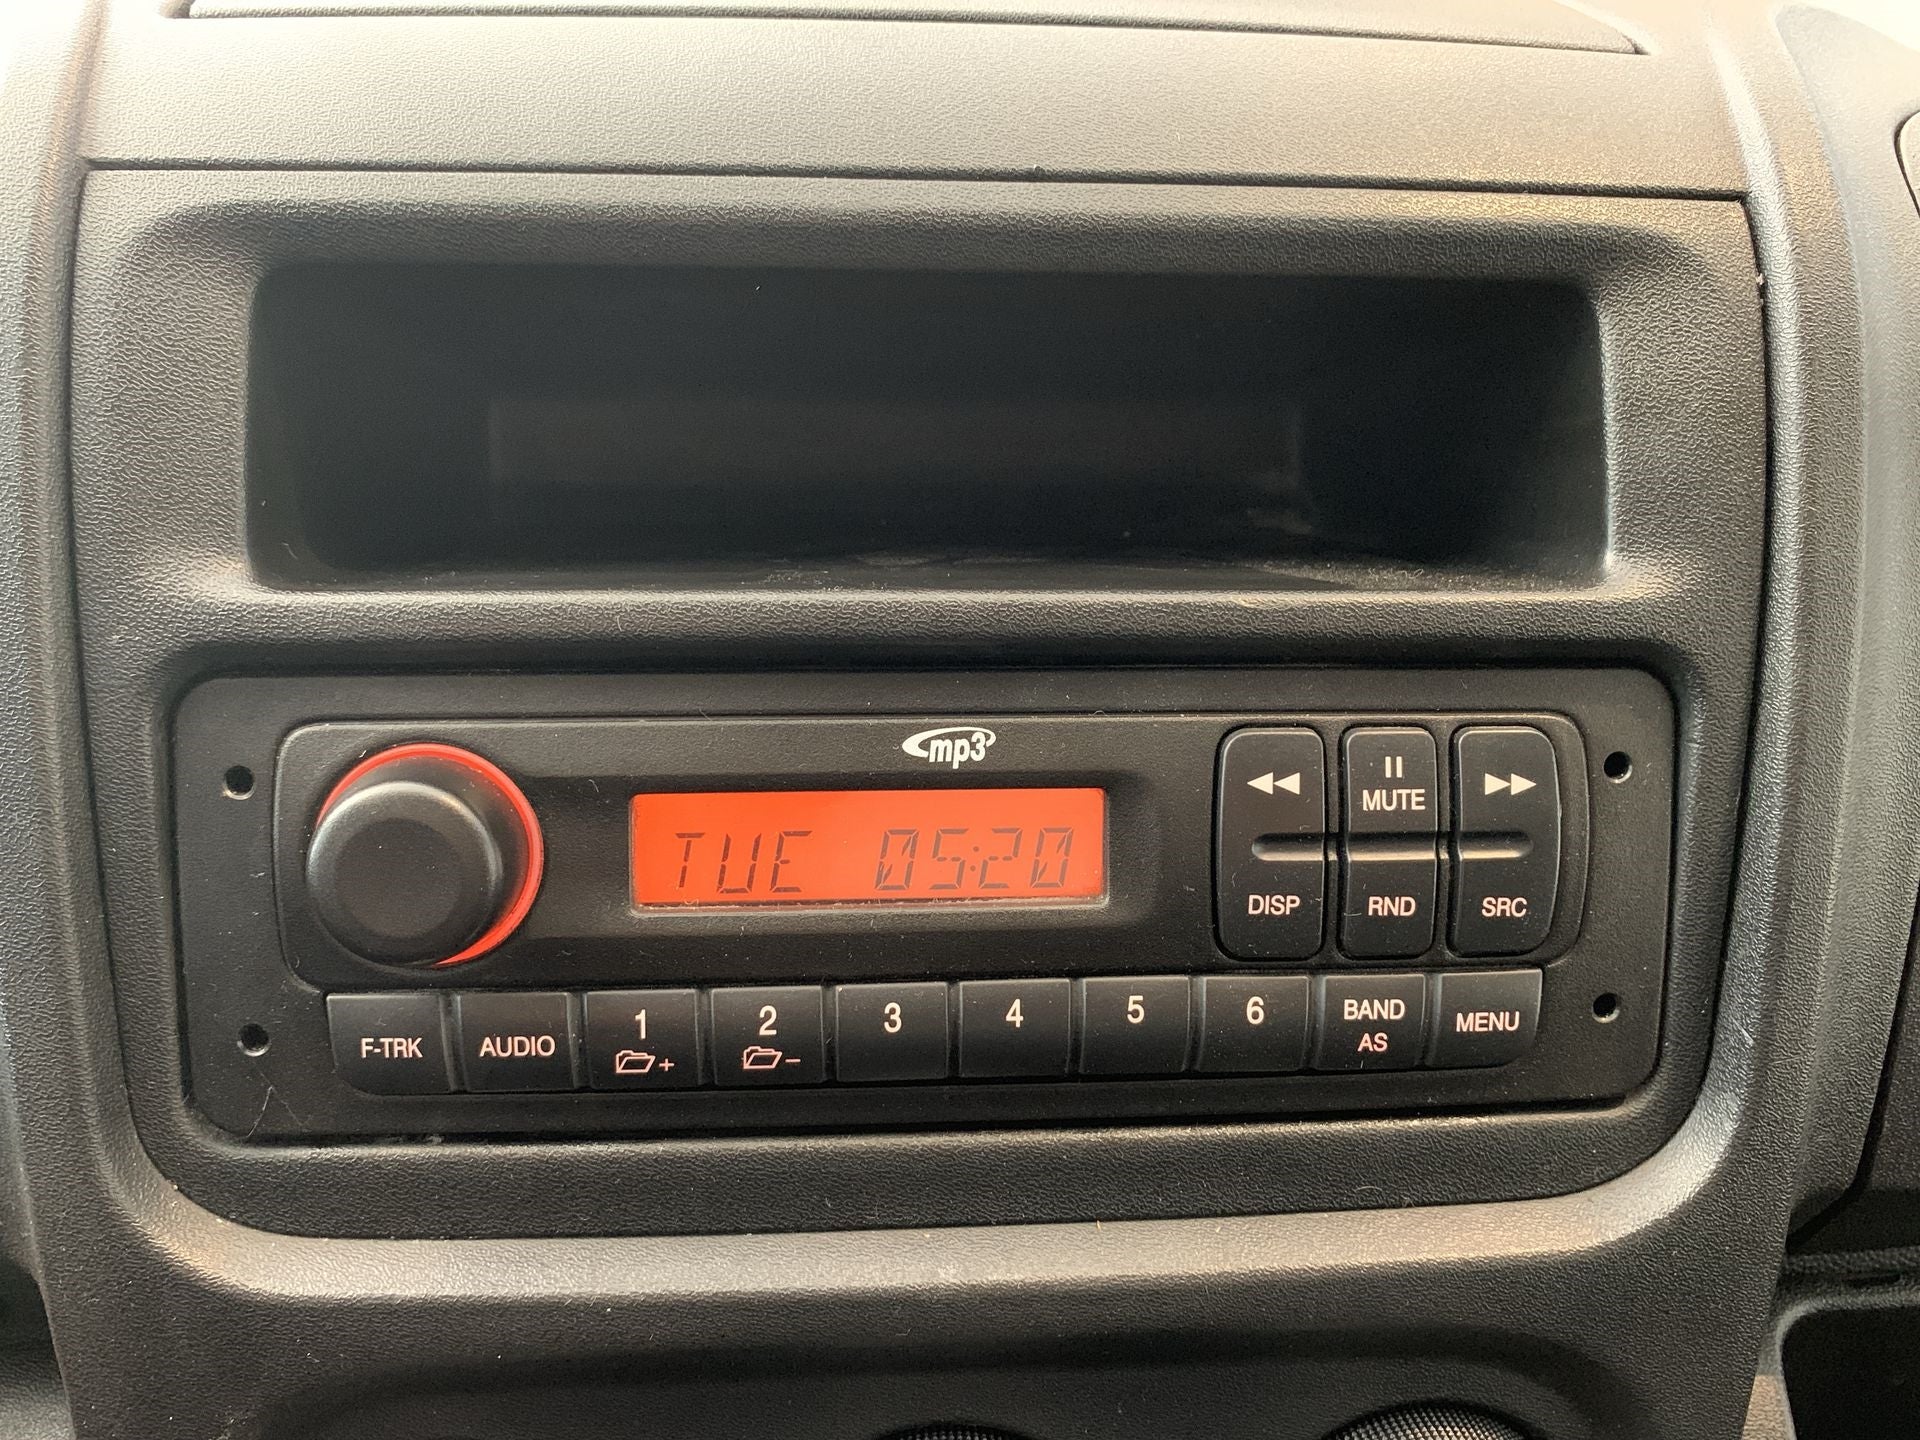 mp3
TUE 05:20
MUTE
DISP RND SRC
F-TRK AUDIO 1 + 2 - 3 4 5 6 BAND AS MENU